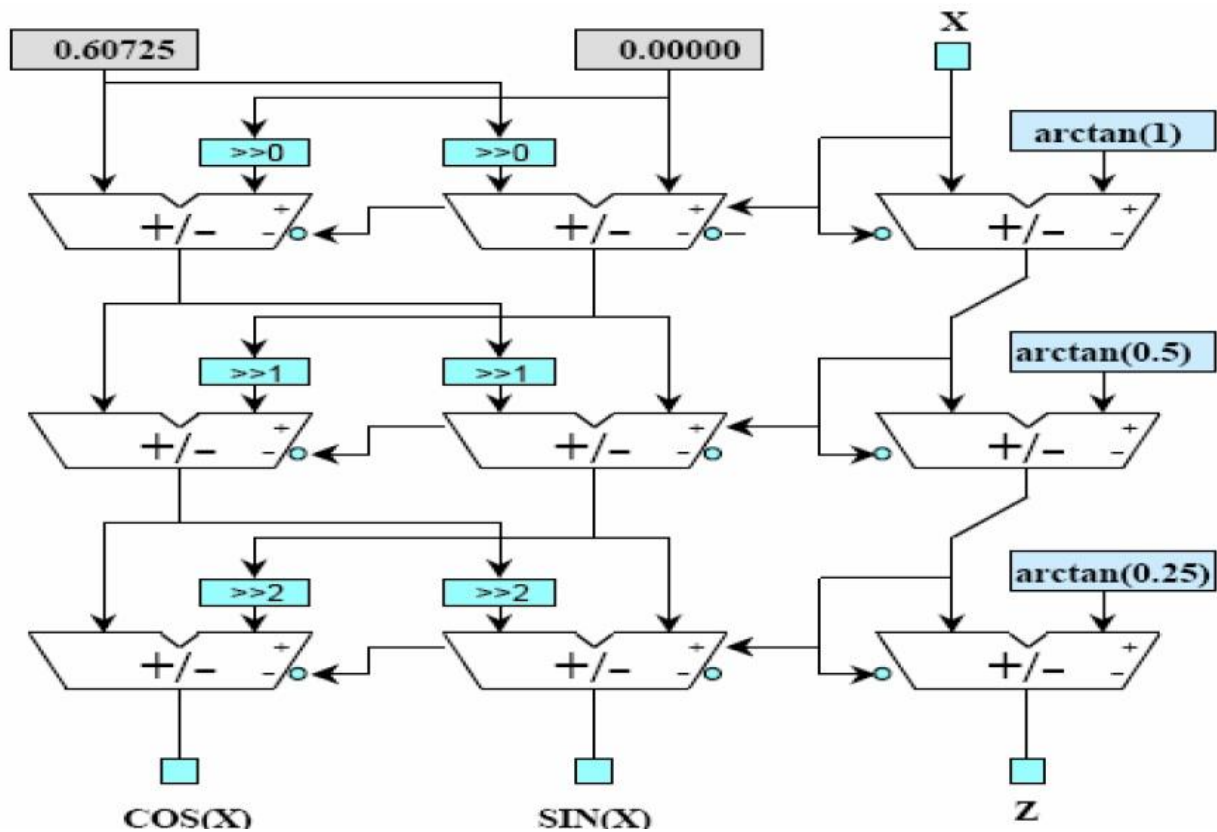 X
0.60725 0.00000
arctan(1)
>>0 >>0
+/- + - +/- + - +/- + -
arctan(0.5)
>>1 >>1
+/- + - +/- + - +/- + -
arctan(0.25)
>>2 >>2
+/- + - +/- + - +/- + -
COS(X) SIN(X) Z